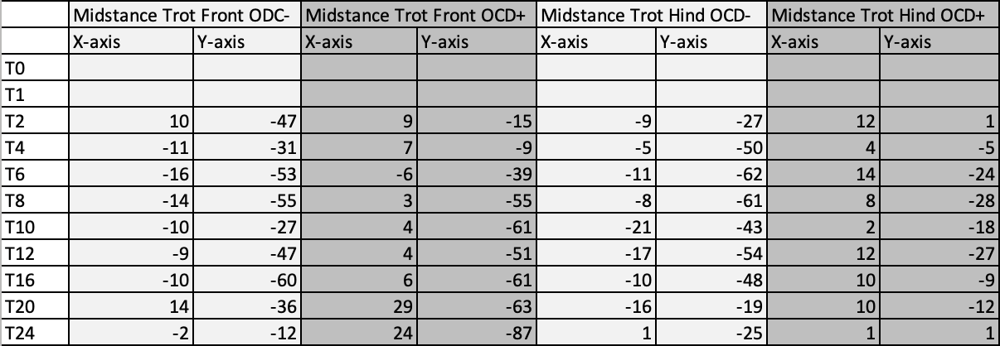 Midstance Trot Front ODC- Midstance Trot Front OCD+ Midstance Trot Hind OCD- Midstance Trot Hind OCD+
X-axis Y-axis X-axis Y-axis X-axis Y-axis X-axis Y-axis
T0
T1
T2 10 -47 9 -15 -9 -27 12 1
T4 -11 -31 7 -9 -5 -50 4 -5
T6 -16 -53 -6 -39 -11 -62 14 -24
T8 -14 -55 3 -55 -8 -61 8 -28
T10 -10 -27 4 -61 -21 -43 2 -18
T12 -9 -47 4 -51 -17 -54 12 -27
T16 -10 -60 6 -61 -10 -48 10 -9
T20 14 -36 29 -63 -16 -19 10 -12
T24 -2 -12 24 -87 1 -25 1 1